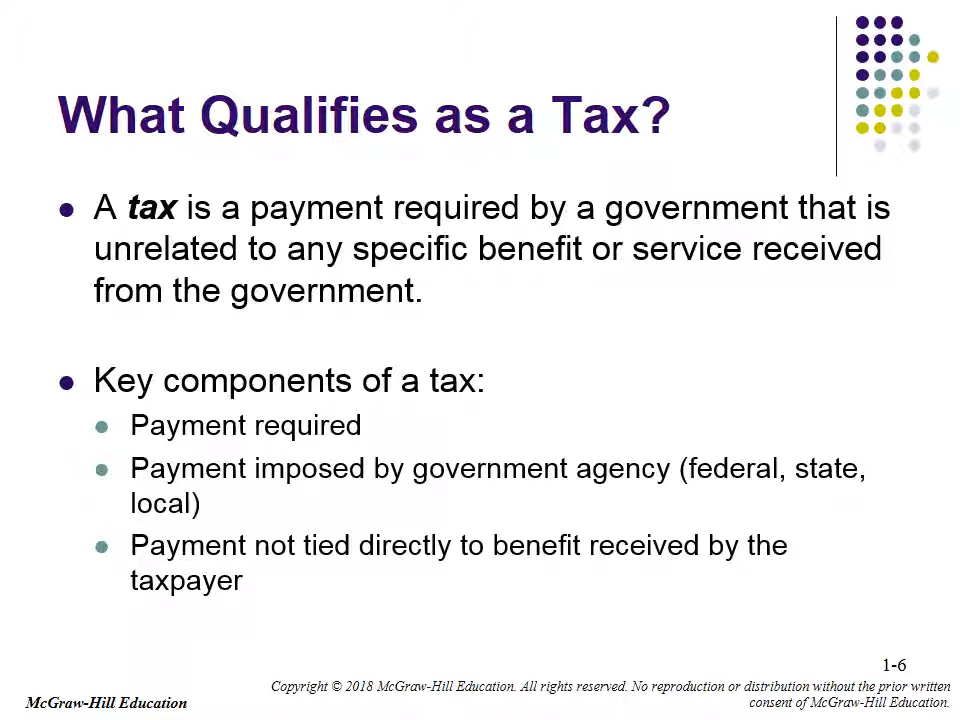 What Qualifies as a Tax?
A tax is a payment required by a government that is
unrelated to any specific benefit or service received
from the government.
Key components of a tax:
Payment required
Payment imposed by government agency (federal, state,
local)
Payment not tied directly to benefit received by the
taxpayer
1-6
Copyright © 2018 McGraw-Hill Education. All rights reserved. No reproduction or distribution without the prior written
consent of McGraw-Hill Education.
McGraw-Hill Education